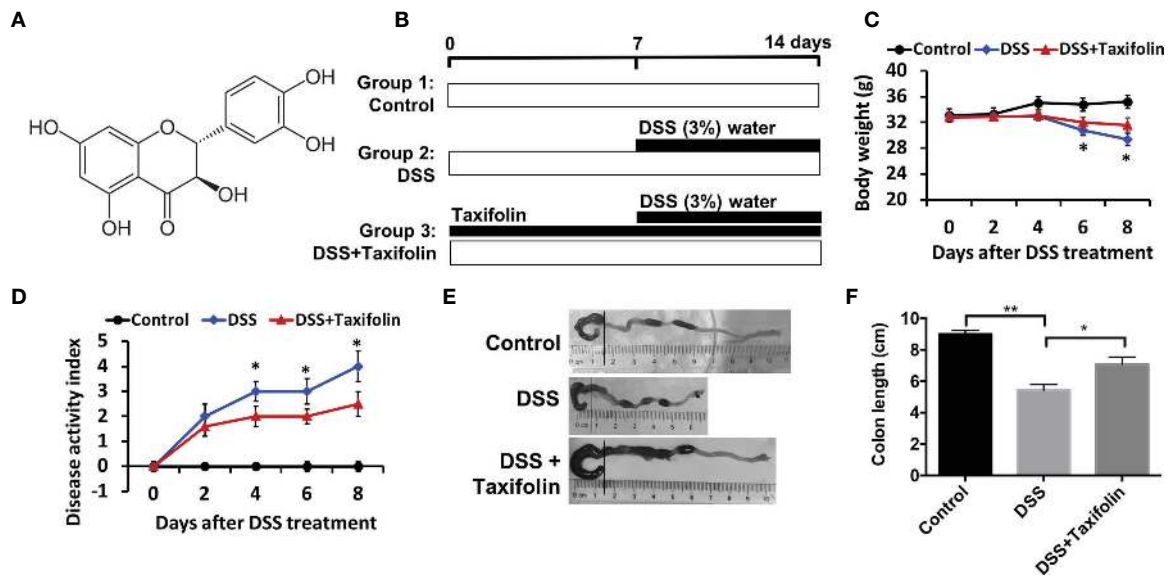 A
OH
OH
HO
O
OH
OH
O
B
0 7 14 days
Group 1:
Control
DSS (3%) water
Group 2:
DSS
Taxifolin
DSS (3%) water
Group 3:
DSS+Taxifolin
C
Control DSS DSS+Taxifolin
Body weight (g)
36
32
28
24
20
*
*
0 2 4 6 8
Days after DSS treatment
D
Control DSS DSS+Taxifolin
Disease activity index
5
4
3
2
1
0
-1
*
*
*
0 2 4 6 8
Days after DSS treatment
E
Control
DSS
DSS +
Taxifolin
F
Colon length (cm)
10
8
6
4
2
0
**
*
Control
DSS
DSS+Taxifolin